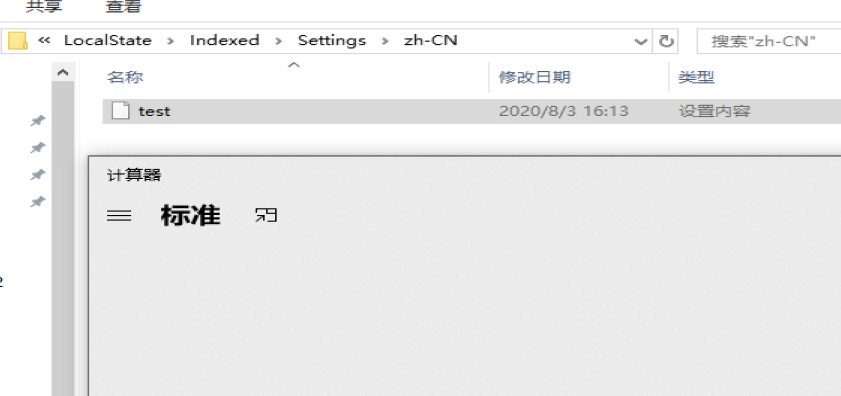 共享 查看
« LocalState › Indexed › Settings › zh-CN 搜索"zh-CN"
名称 修改日期 类型
test 2020/8/3 16:13 设置内容
计算器
标准